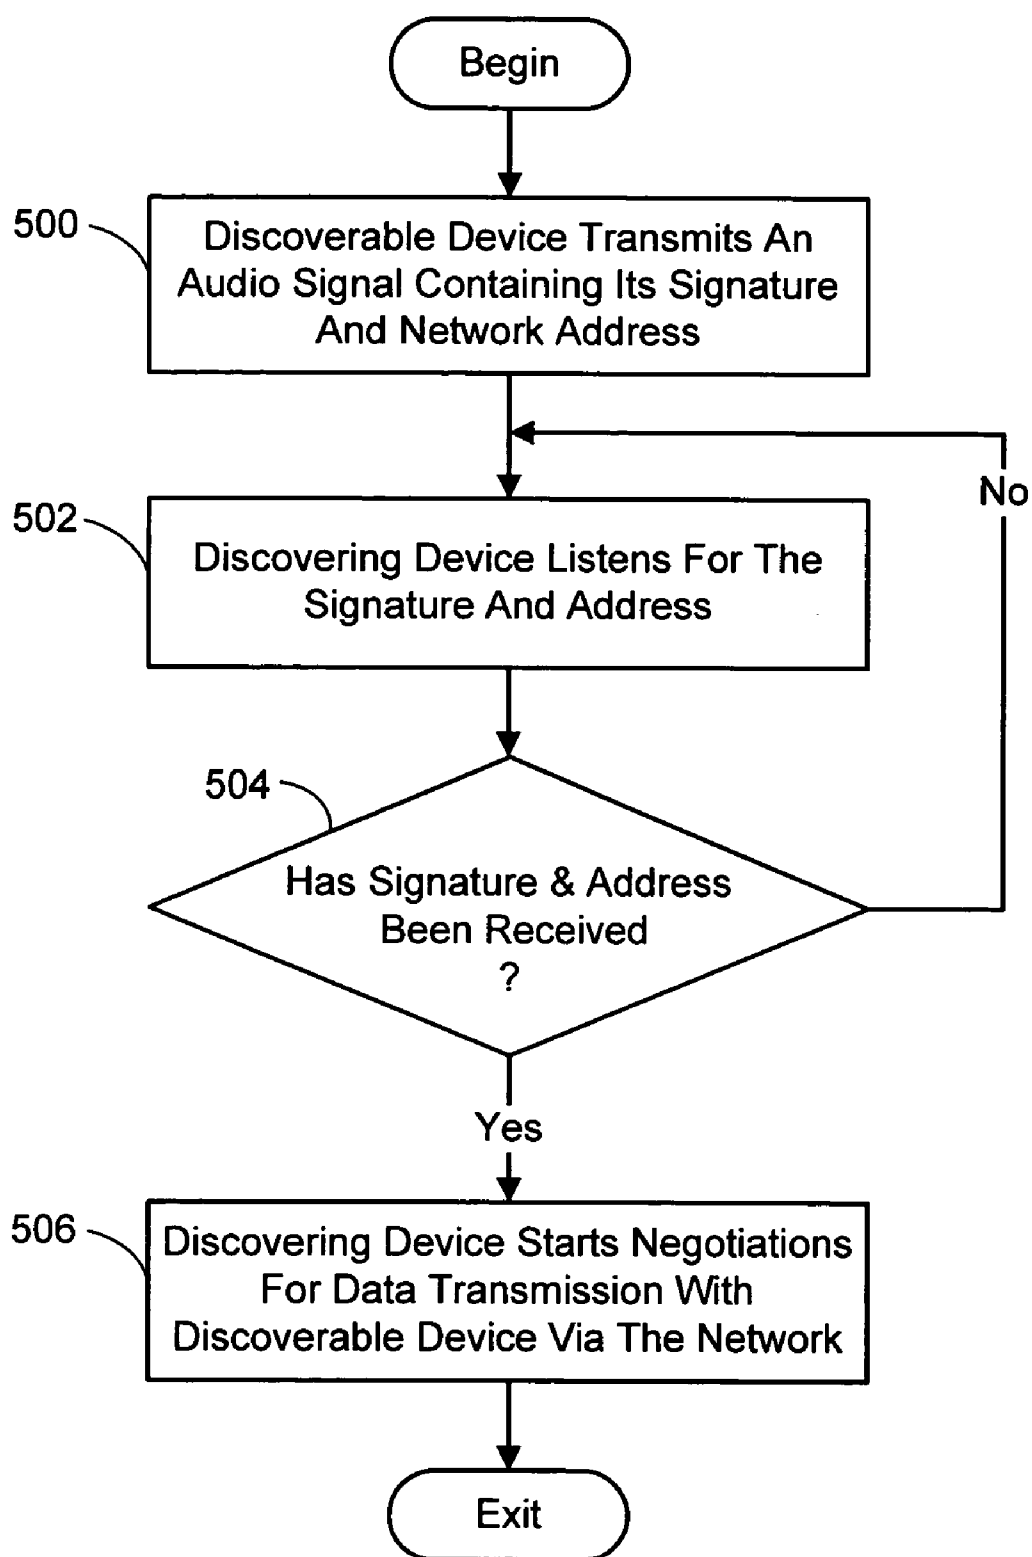 Begin
500
Discoverable Device Transmits An
Audio Signal Containing Its Signature
And Network Address
No
502
Discovering Device Listens For The
Signature And Address
504
Has Signature & Address
Been Received
?
Yes
506
Discovering Device Starts Negotiations
For Data Transmission With
Discoverable Device Via The Network
Exit